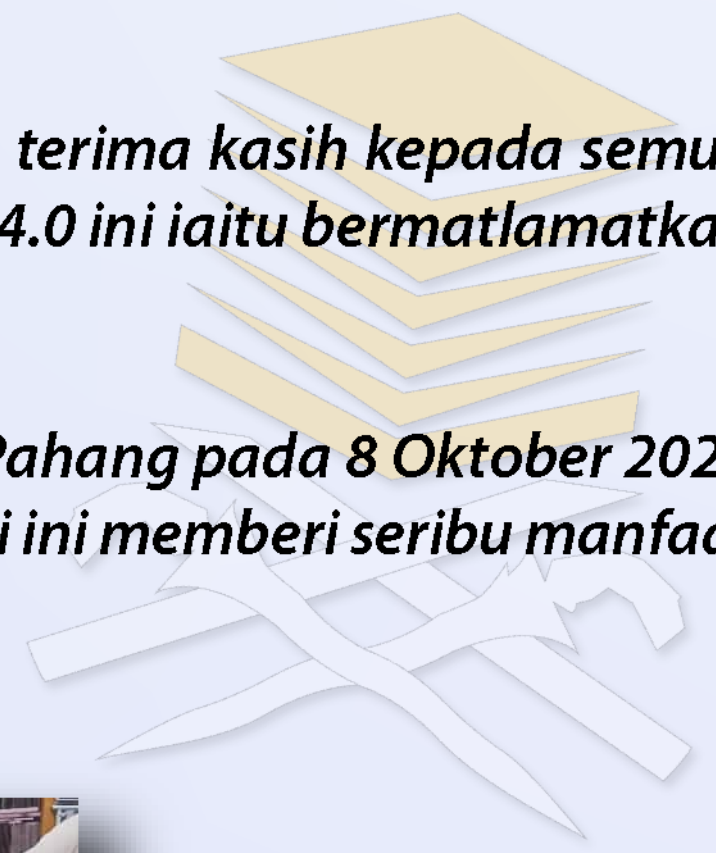 terima kasih kepada semu
4.0 ini iaitu bermatlamatka
Pahang pada 8 Oktober 202
i ini memberi seribu manfaa